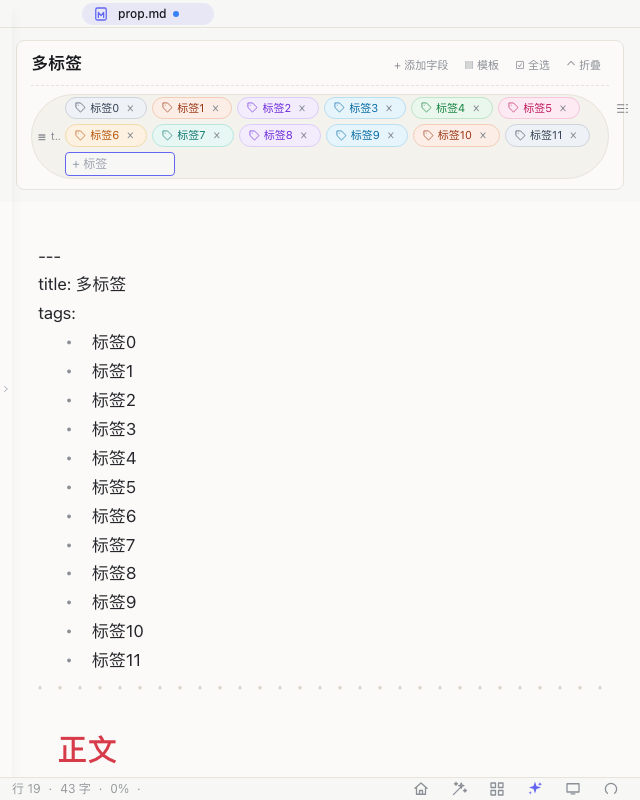 prop.md
多标签
+ 添加字段 模板 全选 折叠
标签0 × 标签1 × 标签2 × 标签3 × 标签4 × 标签5 ×
t.. 标签6 × 标签7 × 标签8 × 标签9 × 标签10 × 标签11 ×
+ 标签
---
title: 多标签
tags:
• 标签0
• 标签1
• 标签2
• 标签3
• 标签4
• 标签5
• 标签6
• 标签7
• 标签8
• 标签9
• 标签10
• 标签11
正文
行 19 · 43 字 · 0% ·